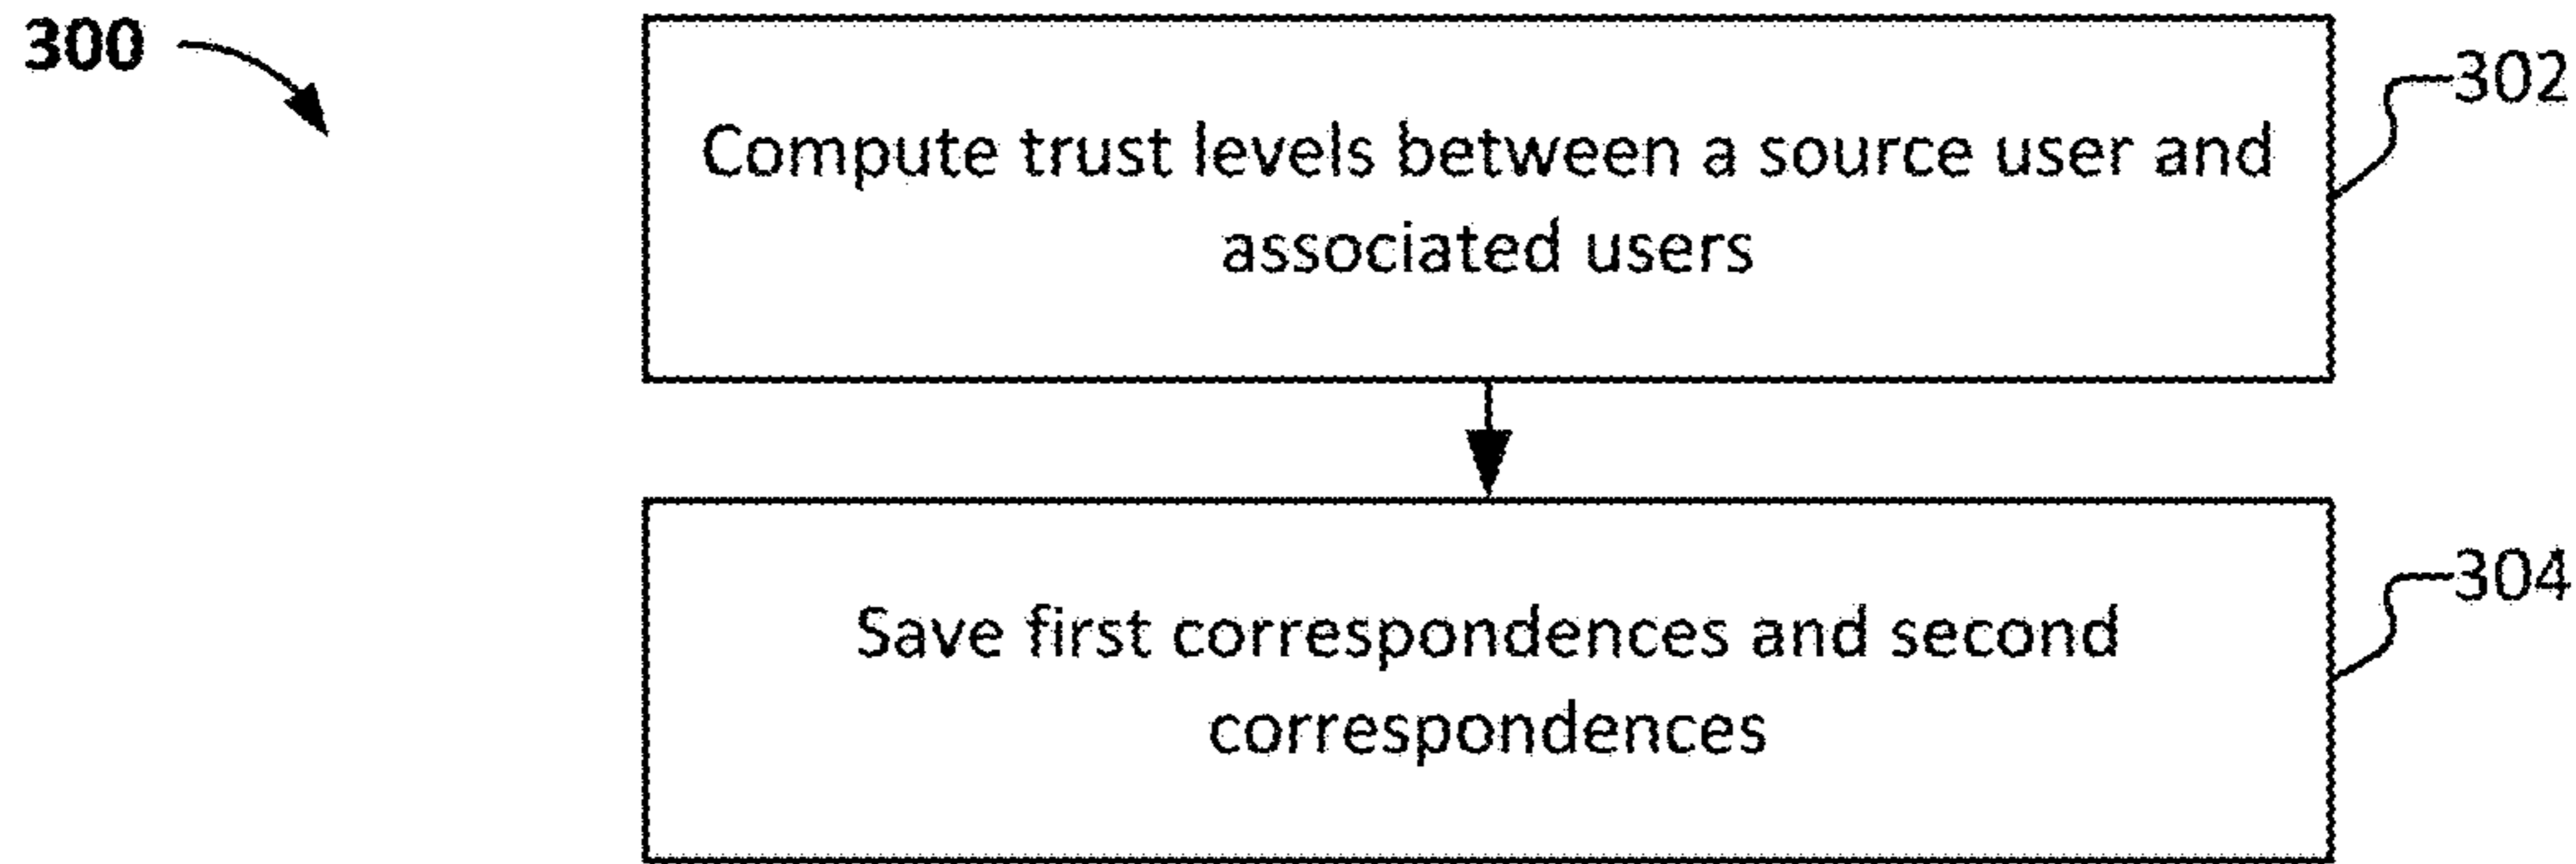 300
302
Compute trust levels between a source user and
associated users
304
Save first correspondences and second
correspondences